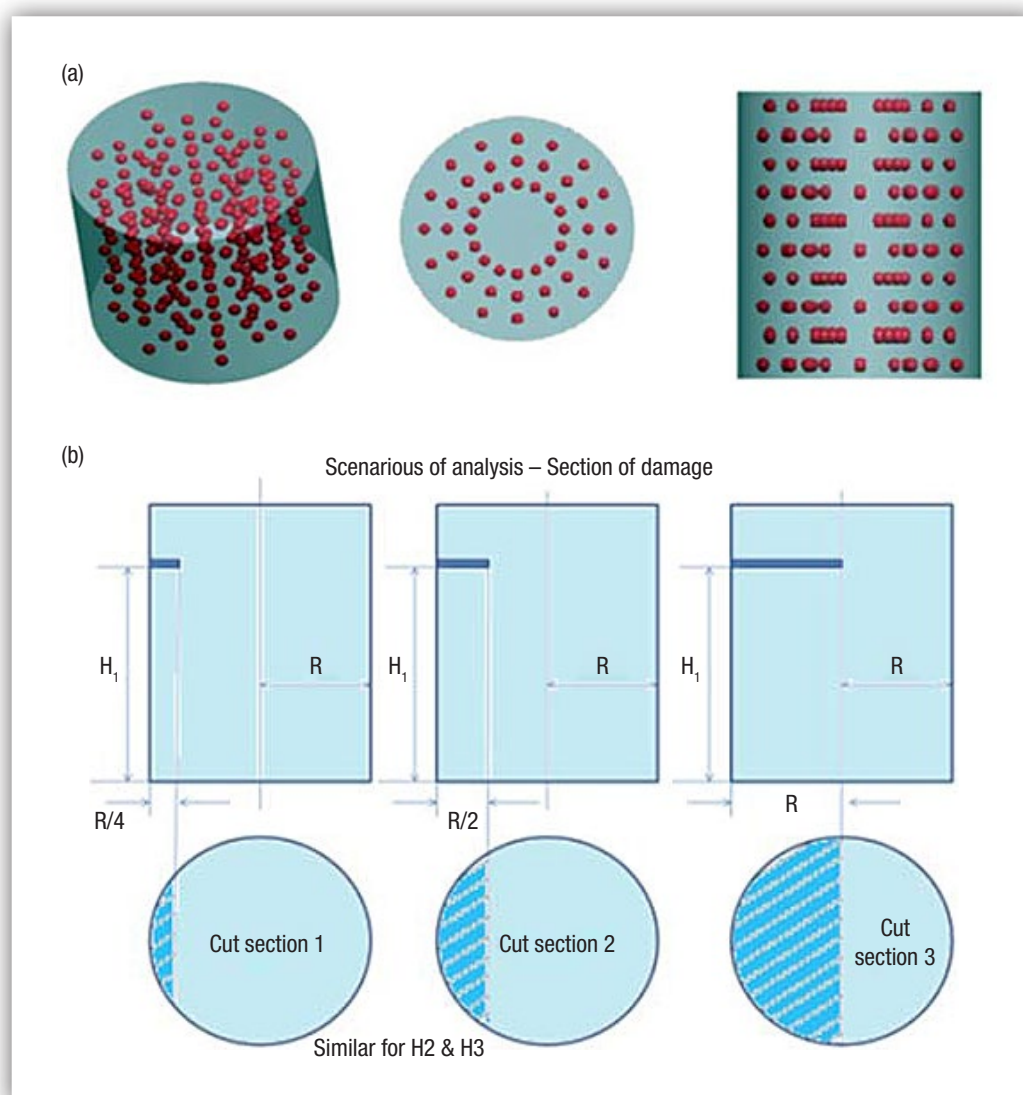 (a)
(b)
Scenarious of analysis – Section of damage
H₁
R
H₁
R
H₁
R
R/4
R/2
R
Cut section 1
Cut section 2
Cut
section 3
Similar for H2 & H3